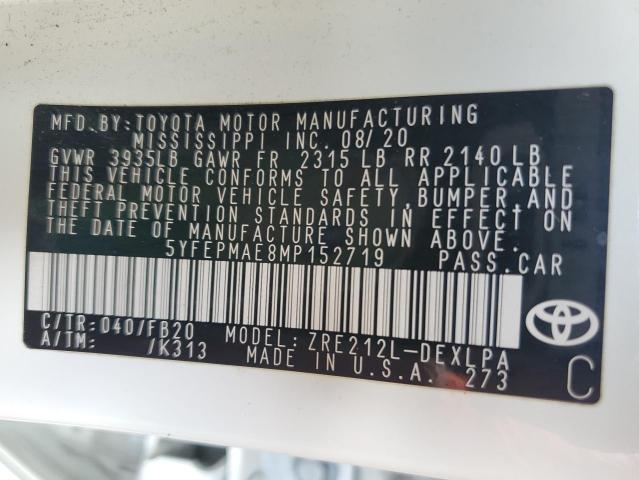 MFD. BY: TOYOTA MOTOR MANUFACTURING
MISSISSIPPI INC. 08/20
GVWR 3935LB GAWR FR 2315 LB RR 2140 LB
THIS VEHICLE CONFORMS TO ALL APPLICABLE
FEDERAL MOTOR VEHICLE SAFETY, BUMPER, AND
THEFT PREVENTION STANDARDS IN EFFECT ON
THE DATE OF MANUFACTURE SHOWN ABOVE.
5YFEPMAE8MP152719 PASS.CAR
C/TR: 040/FB20 MODEL: ZRE212L-DEXLPA
A/TM: /K313 MADE IN U.S.A. 273
C